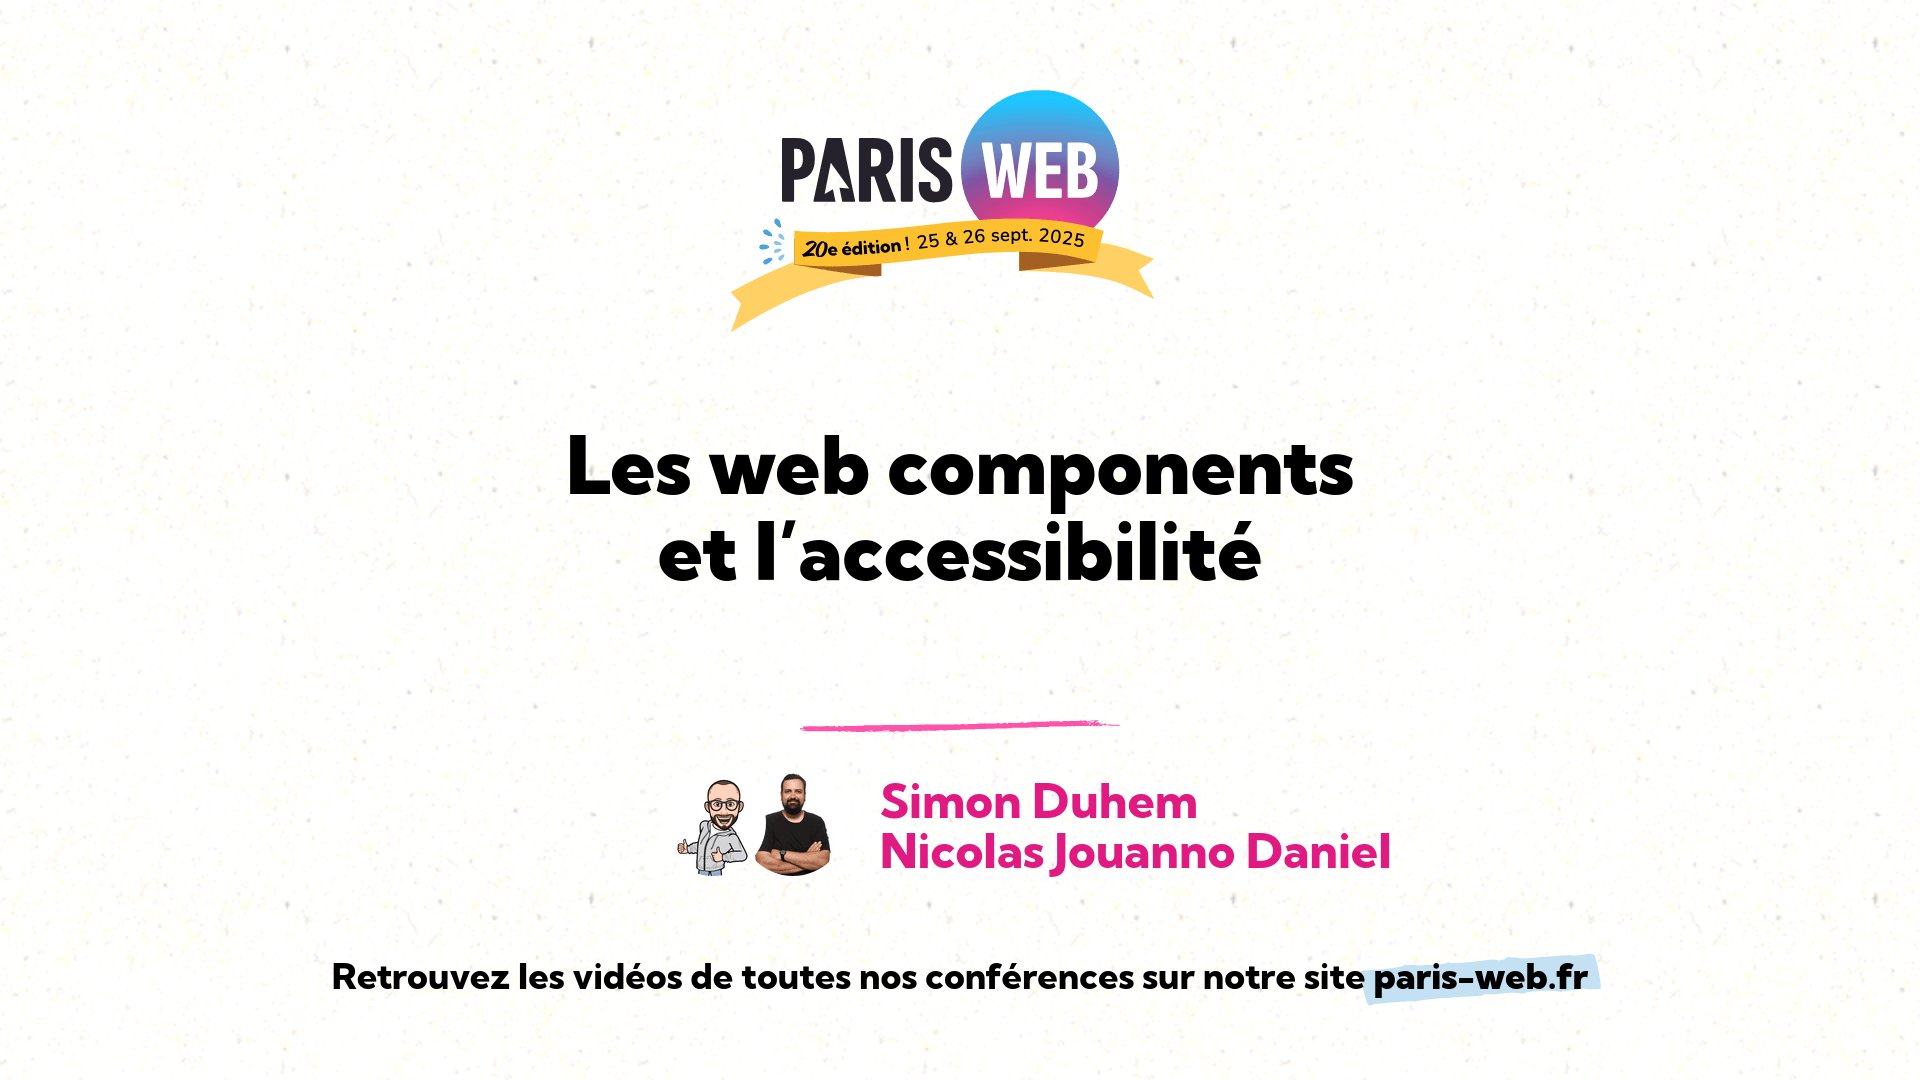 PARIS WEB
20e édition ! 25 & 26 sept. 2025
Les web components
et l’accessibilité
Simon Duhem
Nicolas Jouanno Daniel
Retrouvez les vidéos de toutes nos conférences sur notre site paris-web.fr